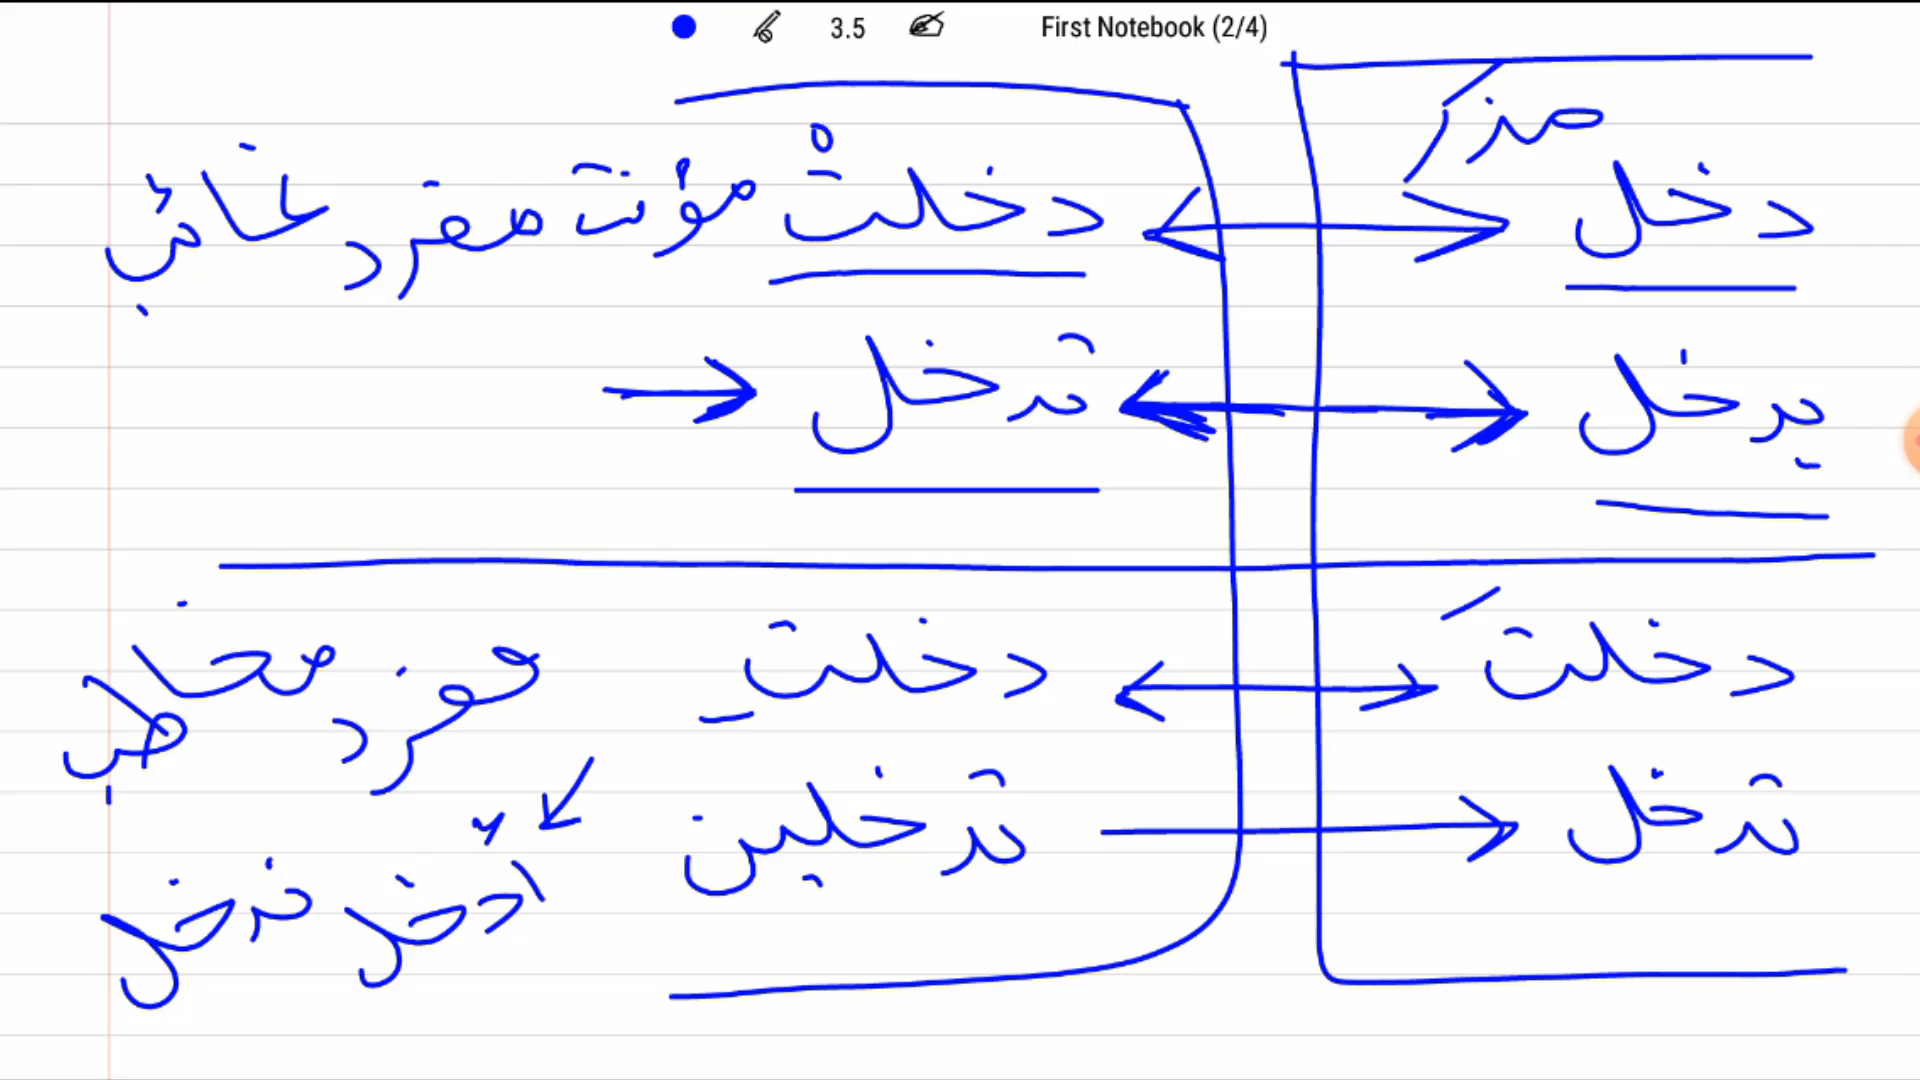 3.5 First Notebook (2/4)
مذكر
دخل دخلتْ مؤنث مفرد غائب
يدخل تدخل
دخلتَ دخلتِ مفرد مخاطب
تدخل تدخلين
ادخل ندخل